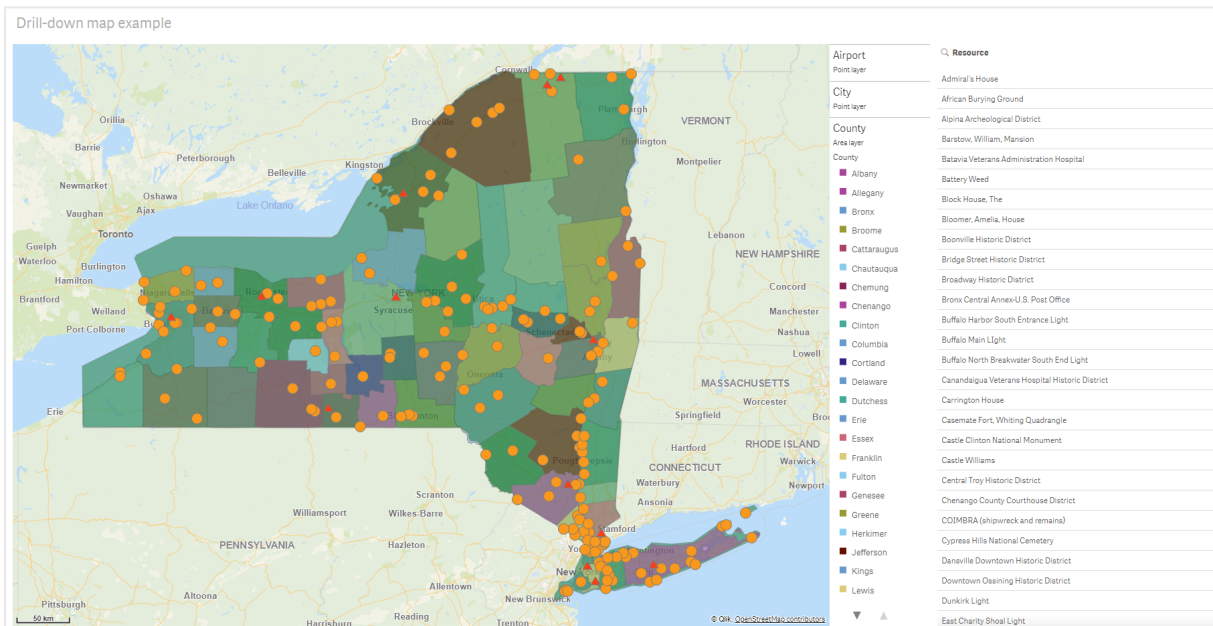 Drill-down map example
Cornwall
Orillia
Brockville
Plattsburgh
VERMONT
Barrie
Burlington
Peterborough
Montpelier
Kingston
Belleville
Newmarket
Oshawa
Vaughan
Ajax
Lake Ontario
Toronto
Lebanon
Guelph
NEW HAMPSHIRE
Waterloo
Burlington
Hamilton
Concord
Brantford
NEW YORK
Utica
Manchester
Welland
Syracuse
Port Colborne
Schenectady
Nashua
Lowell
Albany
Oneonta
MASSACHUSETTS
Worcester
Erie
Springfield
Hartford
RHODE ISLAND
Poughkeepsie
Warwick
CONNECTICUT
Waterbury
Newport
Scranton
Ansonia
Williamsport
Wilkes-Barre
Stamford
PENNSYLVANIA
Hazleton
Allentown
New Brunswick
Altoona
Pittsburgh
Reading
Harrisburg
Trenton
50 km
© Qlik, OpenStreetMap contributors
Airport
Point layer
City
Point layer
County
Area layer
County
Albany
Allegany
Bronx
Broome
Cattaraugus
Chautauqua
Chemung
Chenango
Clinton
Columbia
Cortland
Delaware
Dutchess
Erie
Essex
Franklin
Fulton
Genesee
Greene
Herkimer
Jefferson
Kings
Lewis
Resource
Admiral's House
African Burying Ground
Alpina Archeological District
Barstow, William, Mansion
Batavia Veterans Administration Hospital
Battery Weed
Block House, The
Bloomer, Amelia, House
Boonville Historic District
Bridge Street Historic District
Broadway Historic District
Bronx Central Annex-U.S. Post Office
Buffalo Harbor South Entrance Light
Buffalo Main LIght
Buffalo North Breakwater South End Light
Canandaigua Veterans Hospital Historic District
Carrington House
Casemate Fort, Whiting Quadrangle
Castle Clinton National Monument
Castle Williams
Central Troy Historic District
Chenango County Courthouse District
COIMBRA (shipwreck and remains)
Cypress Hills National Cemetery
Dansville Downtown Historic District
Downtown Ossining Historic District
Dunkirk Light
East Charity Shoal Light